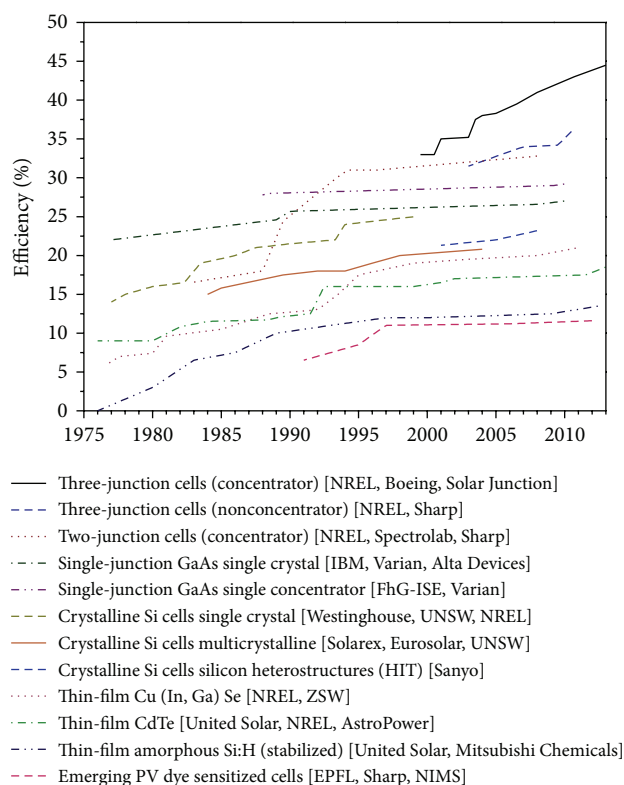 50
45
40
35
30
25
20
15
10
5
0
Efficiency (%)
1975 1980 1985 1990 1995 2000 2005 2010
Three-junction cells (concentrator) [NREL, Boeing, Solar Junction]
Three-junction cells (nonconcentrator) [NREL, Sharp]
Two-junction cells (concentrator) [NREL, Spectrolab, Sharp]
Single-junction GaAs single crystal [IBM, Varian, Alta Devices]
Single-junction GaAs single concentrator [FhG-ISE, Varian]
Crystalline Si cells single crystal [Westinghouse, UNSW, NREL]
Crystalline Si cells multicrystalline [Solarex, Eurosolar, UNSW]
Crystalline Si cells silicon heterostructures (HIT) [Sanyo]
Thin-film Cu (In, Ga) Se [NREL, ZSW]
Thin-film CdTe [United Solar, NREL, AstroPower]
Thin-film amorphous Si:H (stabilized) [United Solar, Mitsubishi Chemicals]
Emerging PV dye sensitized cells [EPFL, Sharp, NIMS]